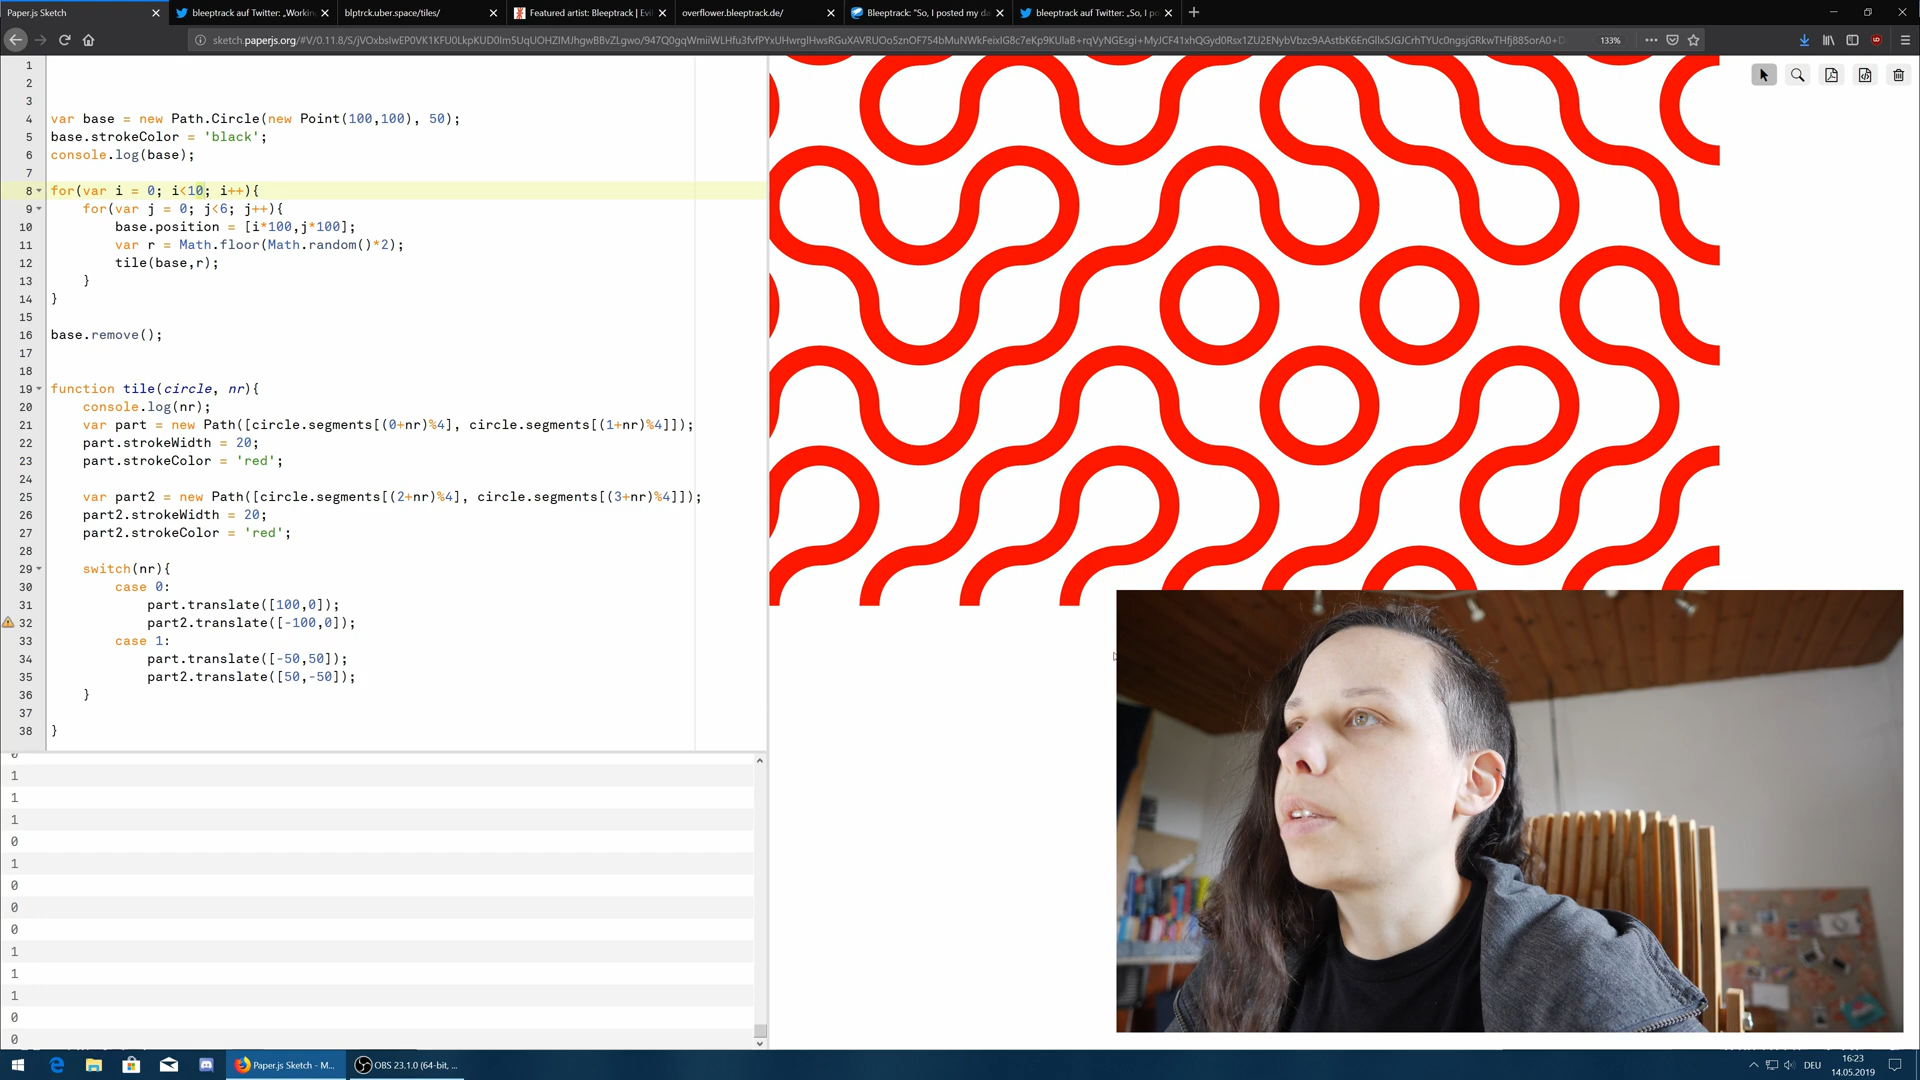 Paper.js Sketch
bleeptrack auf Twitter: „Workin
blptrck.uber.space/tiles/
Featured artist: Bleeptrack | Evil
overflower.bleeptrack.de/
Bleeptrack: "So, I posted my da
bleeptrack auf Twitter: „So, I po
133%
1
2
3
4 var base = new Path.Circle(new Point(100,100), 50);
5 base.strokeColor = 'black';
6 console.log(base);
7
8 for(var i = 0; i<10; i++){
9 for(var j = 0; j<6; j++){
10 base.position = [i*100,j*100];
11 var r = Math.floor(Math.random()*2);
12 tile(base,r);
13 }
14 }
15
16 base.remove();
17
18
19 function tile(circle, nr){
20 console.log(nr);
21 var part = new Path([circle.segments[(0+nr)%4], circle.segments[(1+nr)%4]]);
22 part.strokeWidth = 20;
23 part.strokeColor = 'red';
24
25 var part2 = new Path([circle.segments[(2+nr)%4], circle.segments[(3+nr)%4]]);
26 part2.strokeWidth = 20;
27 part2.strokeColor = 'red';
28
29 switch(nr){
30 case 0:
31 part.translate([100,0]);
32 part2.translate([-100,0]);
33 case 1:
34 part.translate([-50,50]);
35 part2.translate([50,-50]);
36 }
37
38 }
1
1
1
0
1
0
0
0
1
1
1
0
0
Paper.js Sketch - M...
OBS 23.1.0 (64-bit, ...
DEU
16:23
14.05.2019